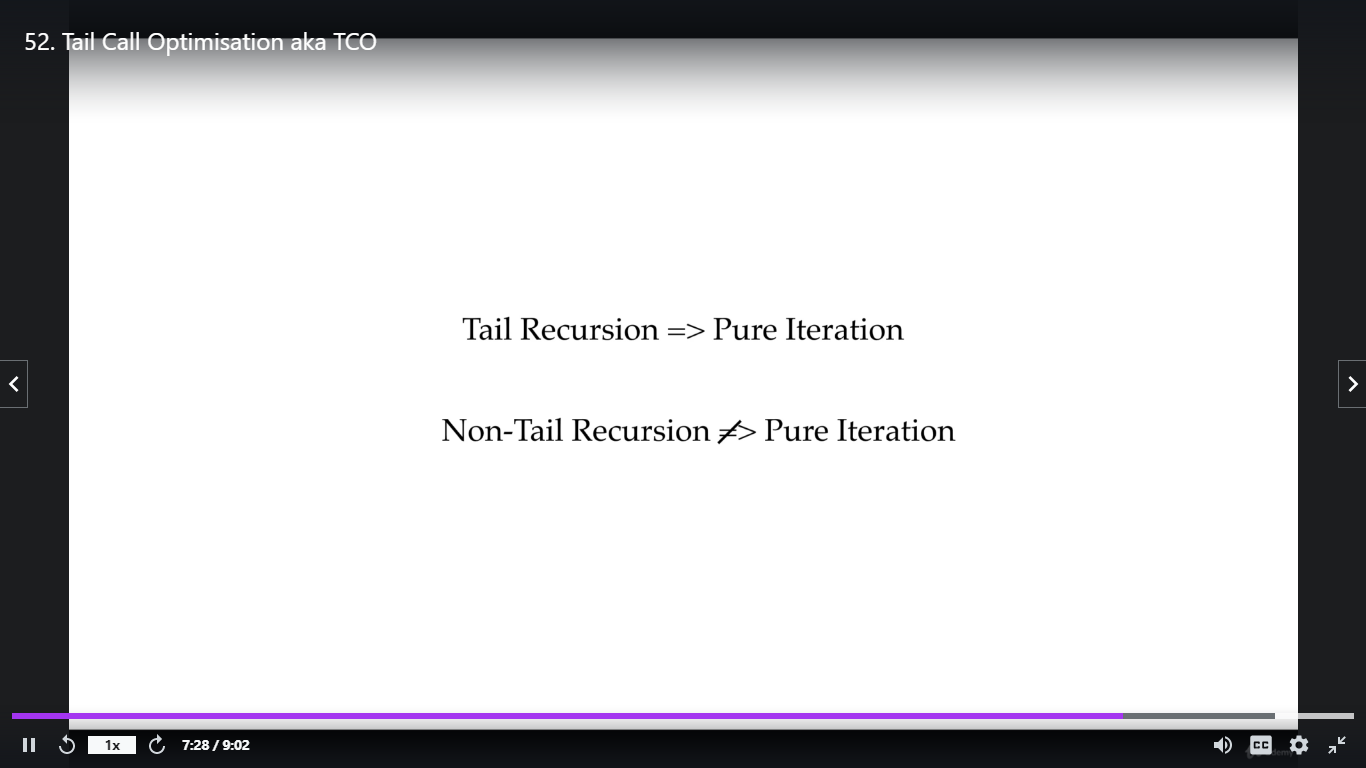 52. Tail Call Optimisation aka TCO
Tail Recursion => Pure Iteration
Non-Tail Recursion ≠> Pure Iteration
1x
7:28 / 9:02
CC